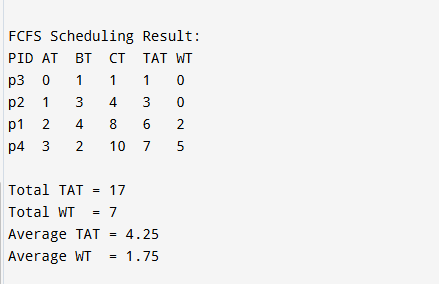 FCFS Scheduling Result:
PID AT BT CT TAT WT
p3 0 1 1 1 0
p2 1 3 4 3 0
p1 2 4 8 6 2
p4 3 2 10 7 5
Total TAT = 17
Total WT = 7
Average TAT = 4.25
Average WT = 1.75